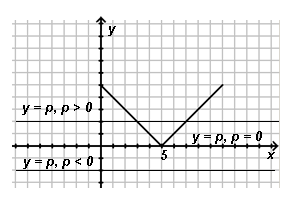 y
y = p, p > 0
y = p, p = 0
y = p, p < 0
5
x